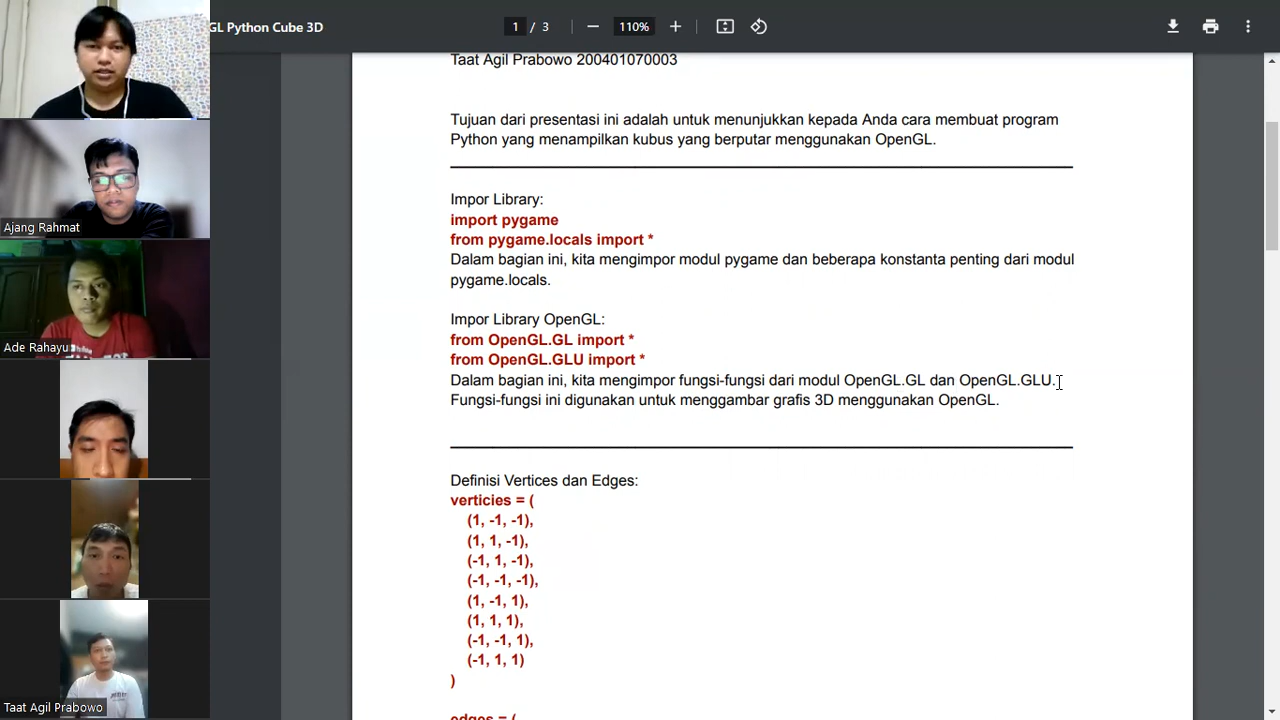 GL Python Cube 3D
1 / 3
110%
Taat Agil Prabowo 200401070003
Tujuan dari presentasi ini adalah untuk menunjukkan kepada Anda cara membuat program
Python yang menampilkan kubus yang berputar menggunakan OpenGL.
Impor Library:
import pygame
from pygame.locals import *
Dalam bagian ini, kita mengimpor modul pygame dan beberapa konstanta penting dari modul
pygame.locals.
Impor Library OpenGL:
from OpenGL.GL import *
from OpenGL.GLU import *
Dalam bagian ini, kita mengimpor fungsi-fungsi dari modul OpenGL.GL dan OpenGL.GLU.
Fungsi-fungsi ini digunakan untuk menggambar grafis 3D menggunakan OpenGL.
Definisi Vertices dan Edges:
verticies = (
(1, -1, -1),
(1, 1, -1),
(-1, 1, -1),
(-1, -1, -1),
(1, -1, 1),
(1, 1, 1),
(-1, -1, 1),
(-1, 1, 1)
)
edges = (
Ajang Rahmat
Ade Rahayu
Taat Agil Prabowo